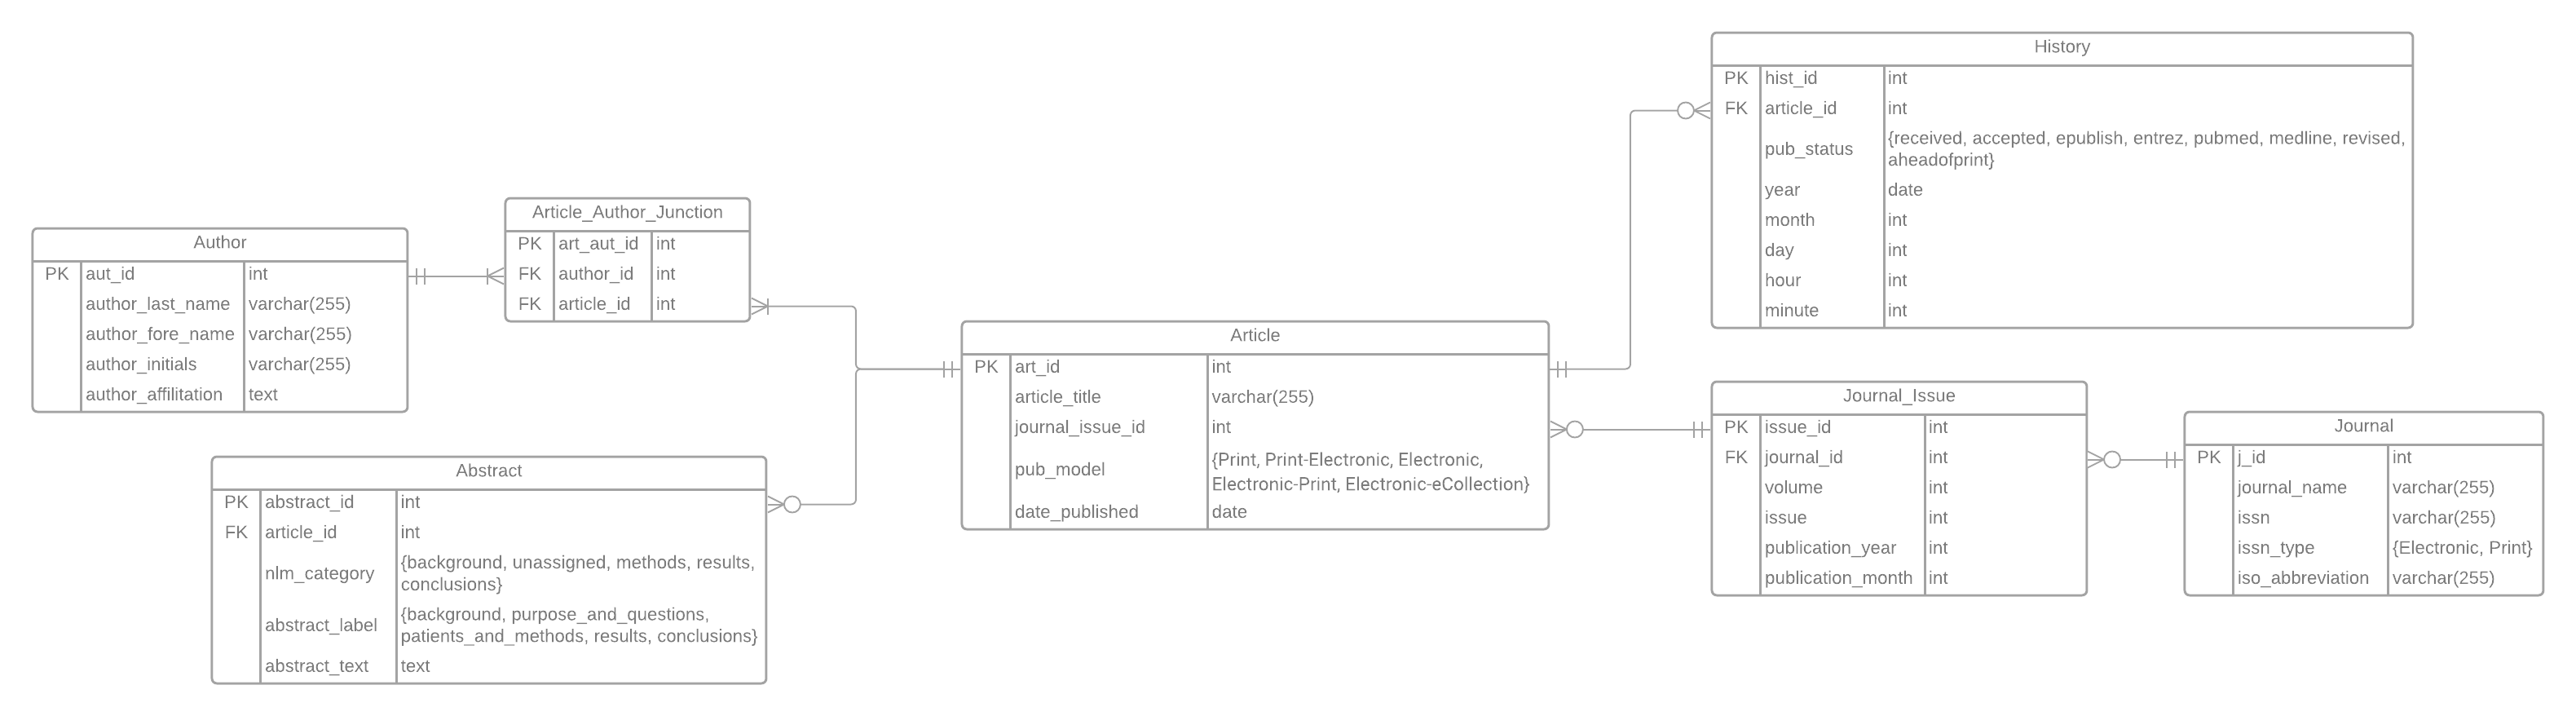 History
PK hist_id int
FK article_id int
pub_status {received, accepted, epublish, entrez, pubmed, medline, revised,
aheadofprint}
year date
month int
day int
hour int
minute int
Article_Author_Junction
PK art_aut_id int
FK author_id int
FK article_id int
Author
PK aut_id int
author_last_name varchar(255)
author_fore_name varchar(255)
author_initials varchar(255)
author_affilitation text
Article
PK art_id int
article_title varchar(255)
journal_issue_id int
pub_model {Print, Print-Electronic, Electronic,
Electronic-Print, Electronic-eCollection}
date_published date
Journal_Issue
PK issue_id int
FK journal_id int
volume int
issue int
publication_year int
publication_month int
Journal
PK j_id int
journal_name varchar(255)
issn varchar(255)
issn_type {Electronic, Print}
iso_abbreviation varchar(255)
Abstract
PK abstract_id int
FK article_id int
nlm_category {background, unassigned, methods, results,
conclusions}
abstract_label {background, purpose_and_questions,
patients_and_methods, results, conclusions}
abstract_text text